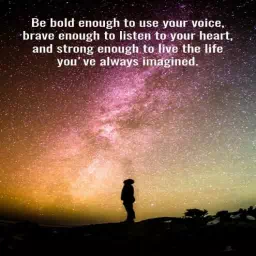 Be bold enough to use your voice,
brave enough to listen to your heart,
and strong enough to live the life
you've always imagined.